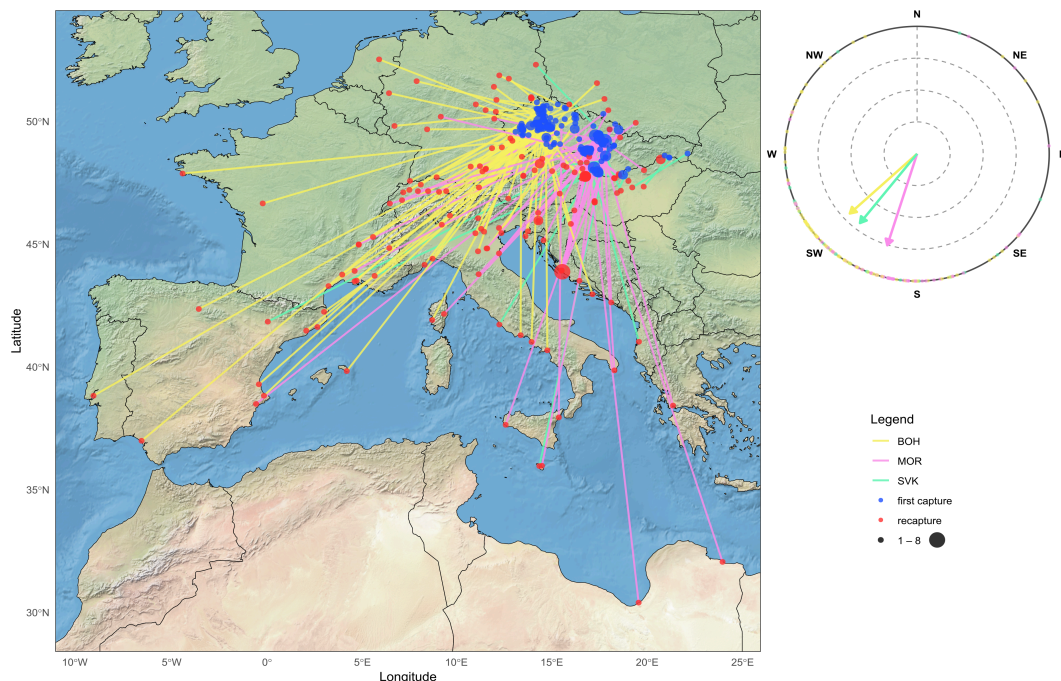 N
NW
NE
W
SW
SE
S
50°N
45°N
40°N
35°N
30°N
Latitude
10°W
5°W
0°
5°E
10°E
15°E
20°E
25°E
Longitude
Legend
BOH
MOR
SVK
first capture
recapture
1 – 8